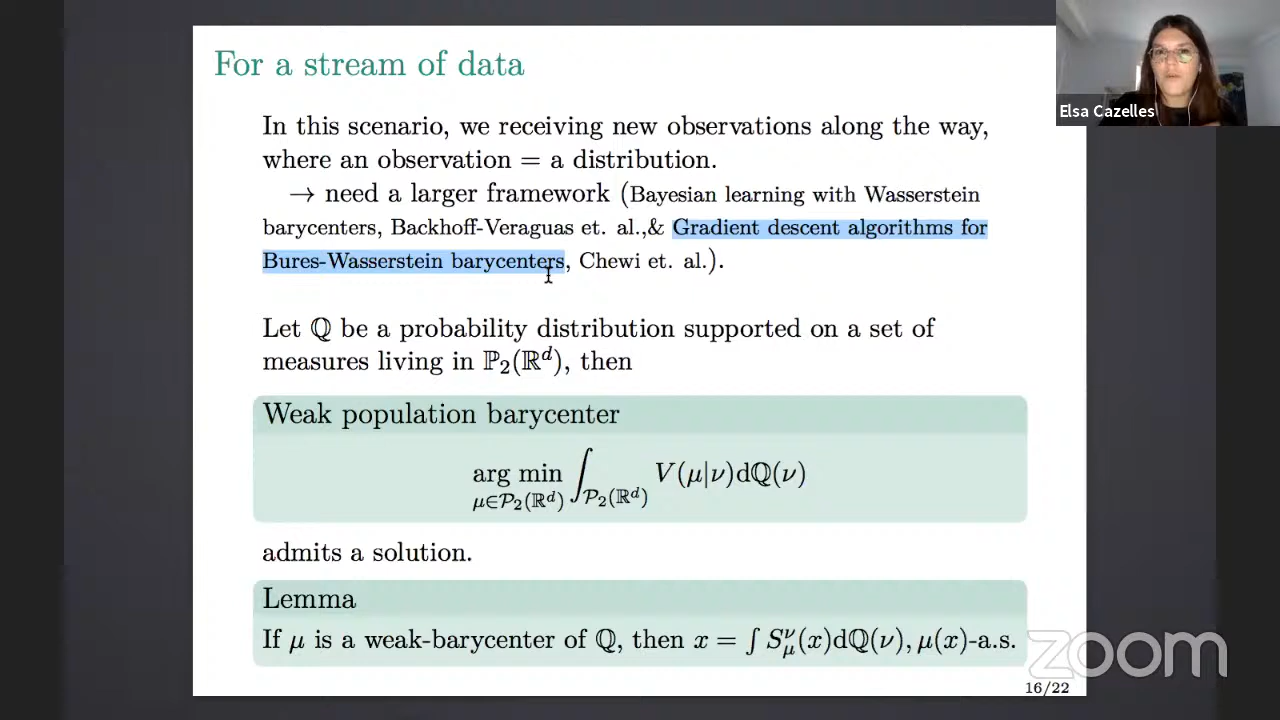 For a stream of data
In this scenario, we receiving new observations along the way,
where an observation = a distribution.
→ need a larger framework (Bayesian learning with Wasserstein
barycenters, Backhoff-Veraguas et. al.,& Gradient descent algorithms for
Bures-Wasserstein barycenters, Chewi et. al.).
Let ℚ be a probability distribution supported on a set of
measures living in ℙ₂(ℝᵈ), then
Weak population barycenter
arg min ∫ V(μ|ν)dℚ(ν)
μ∈𝒫₂(ℝᵈ) 𝒫₂(ℝᵈ)
admits a solution.
Lemma
If μ is a weak-barycenter of ℚ, then x = ∫ S_μ^ν(x)dℚ(ν), μ(x)-a.s.
16/22
Elsa Cazelles
zoom